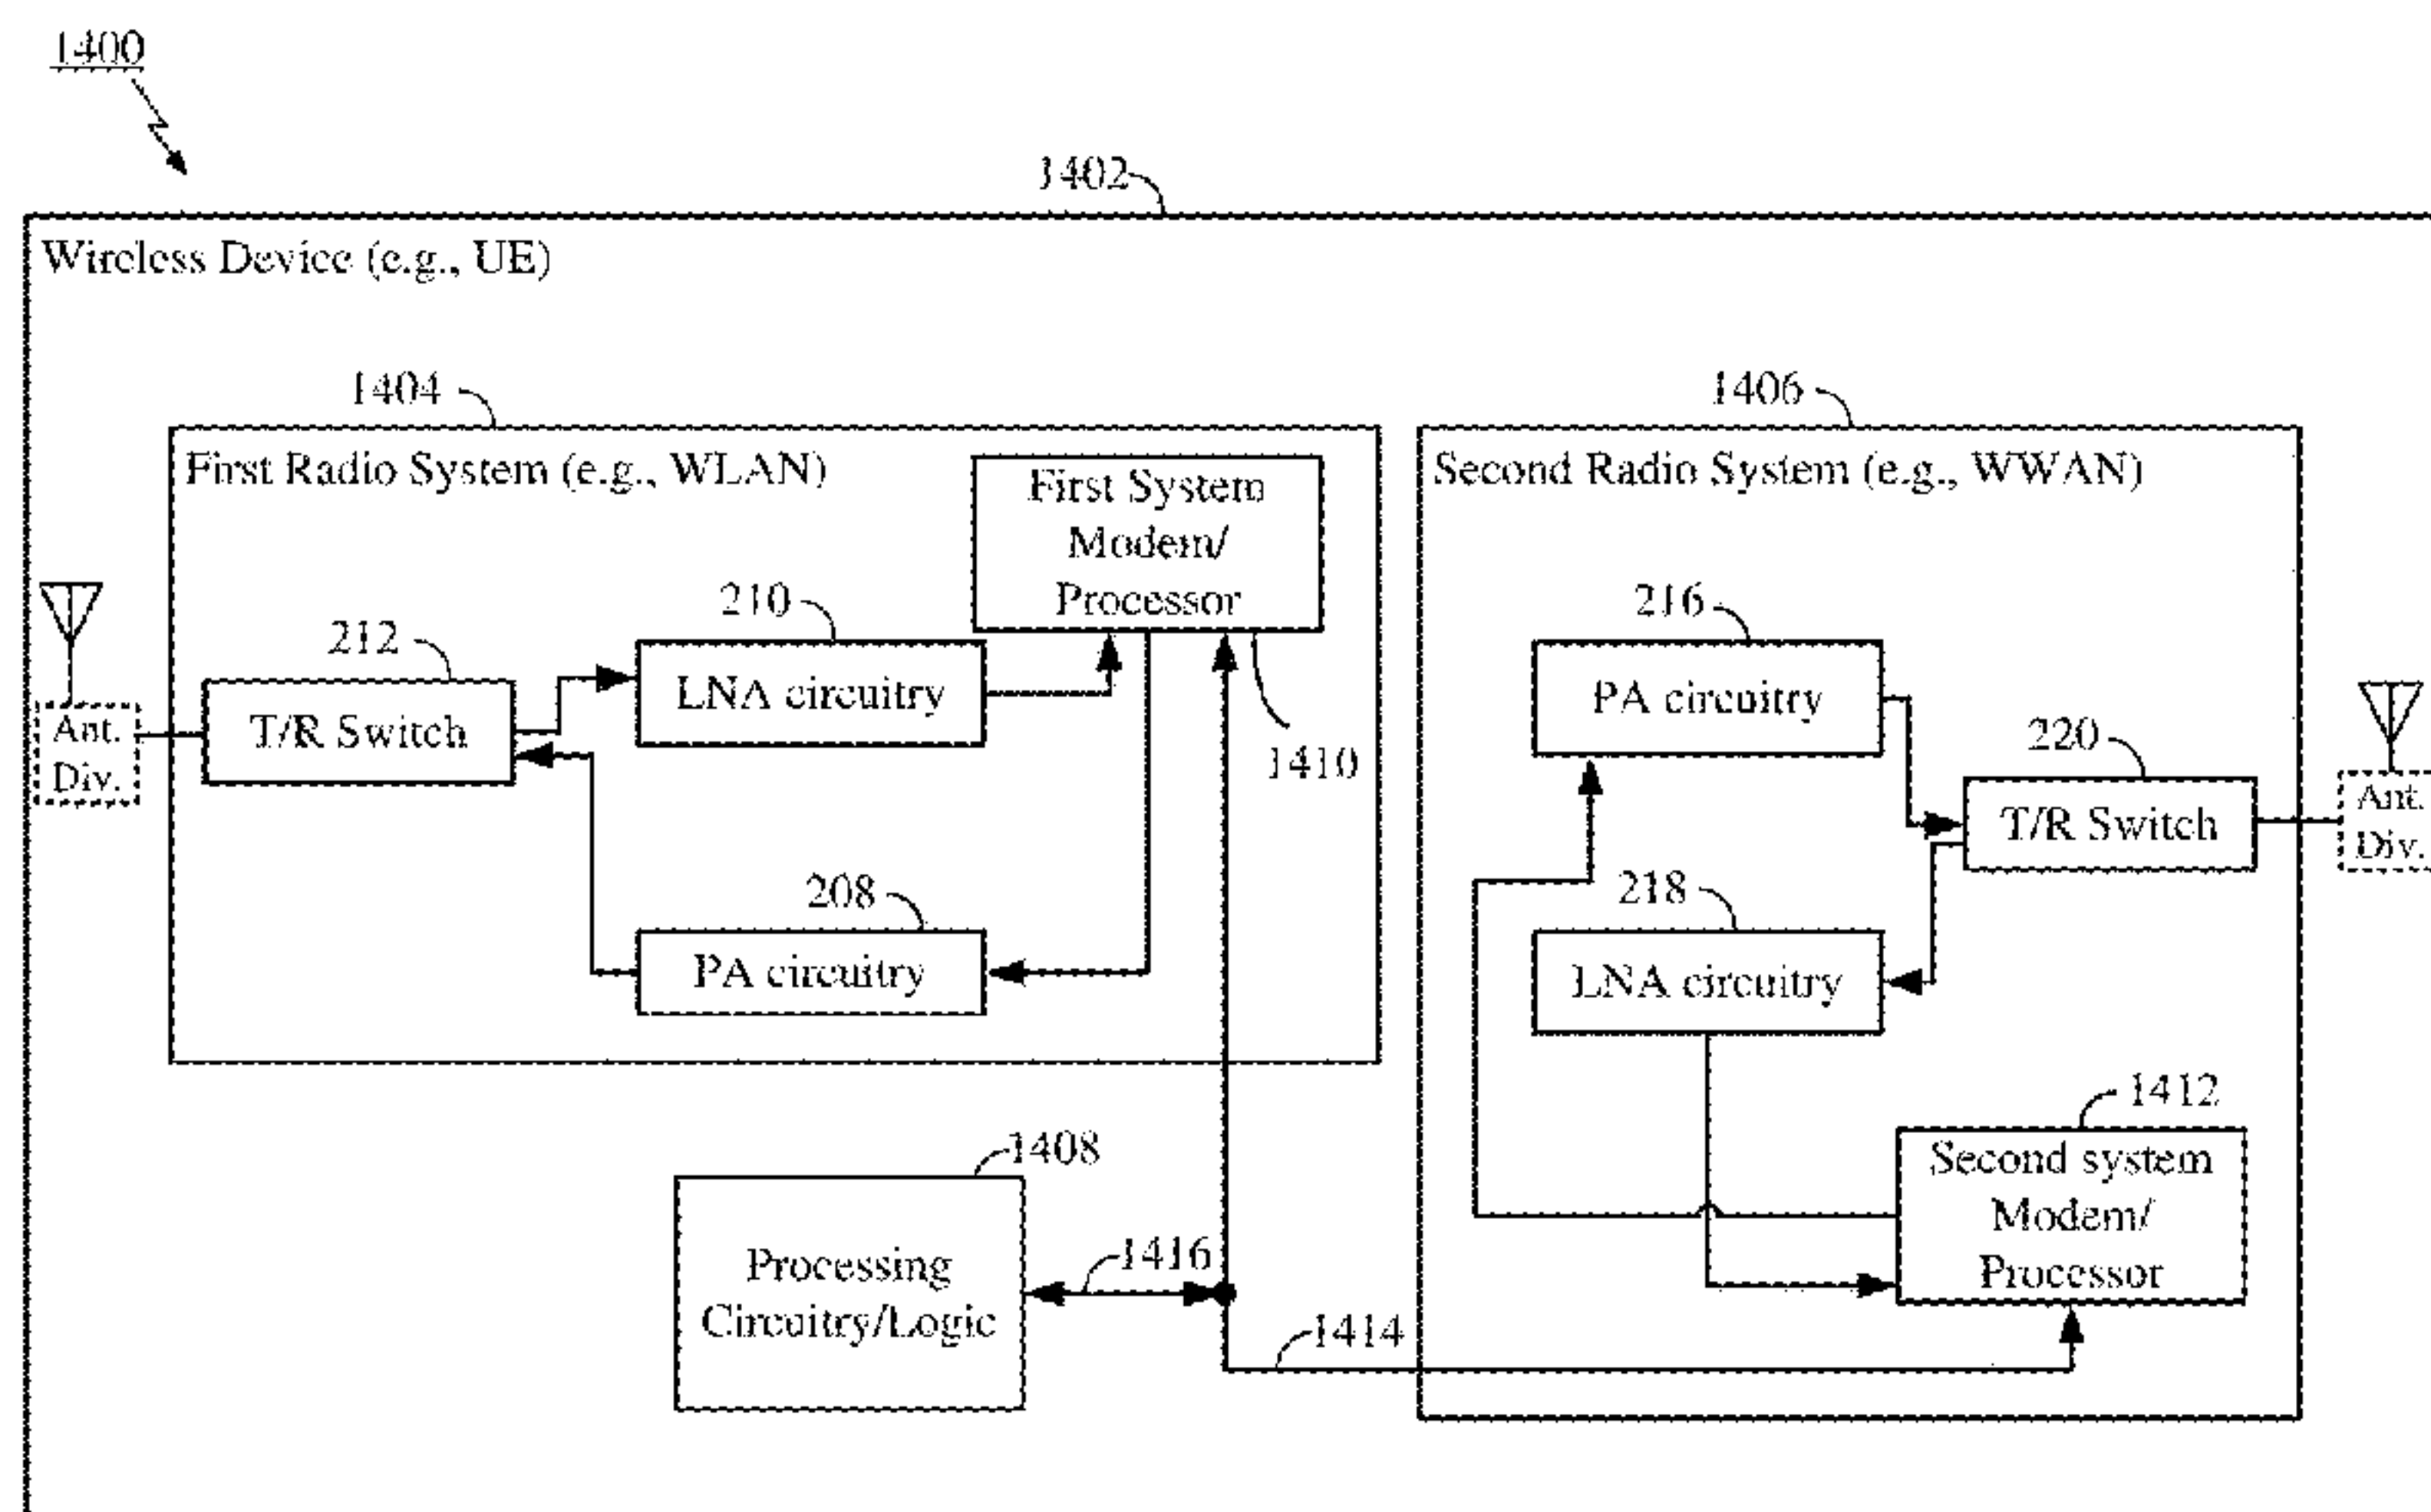 1400
1402
Wireless Device (e.g., UE)
1404
1406
First Radio System (e.g., WLAN)
First System
Modem/
Processor
Second Radio System (e.g., WWAN)
210
216
212
LNA circuitry
PA circuitry
T/R Switch
Ant.
Div.
1410
220
T/R Switch
Ant.
Div.
208
218
PA circuitry
LNA circuitry
1412
1408
Second system
Modem/
Processor
Processing
Circuitry/Logic
1416
1414